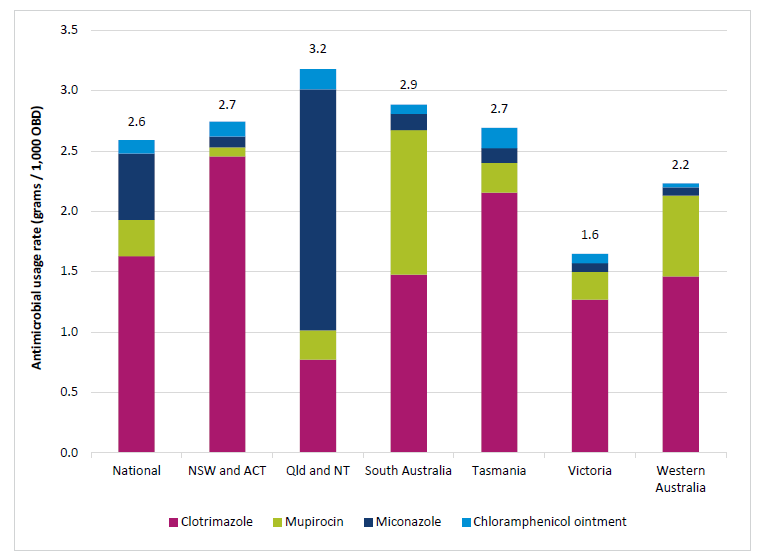 Antimicrobial usage rate (grams / 1,000 OBD)
3.5
3.0
2.5
2.0
1.5
1.0
0.5
0.0
2.6
2.7
3.2
2.9
2.7
1.6
2.2
National
NSW and ACT
Qld and NT
South Australia
Tasmania
Victoria
Western
Australia
Clotrimazole Mupirocin Miconazole Chloramphenicol ointment